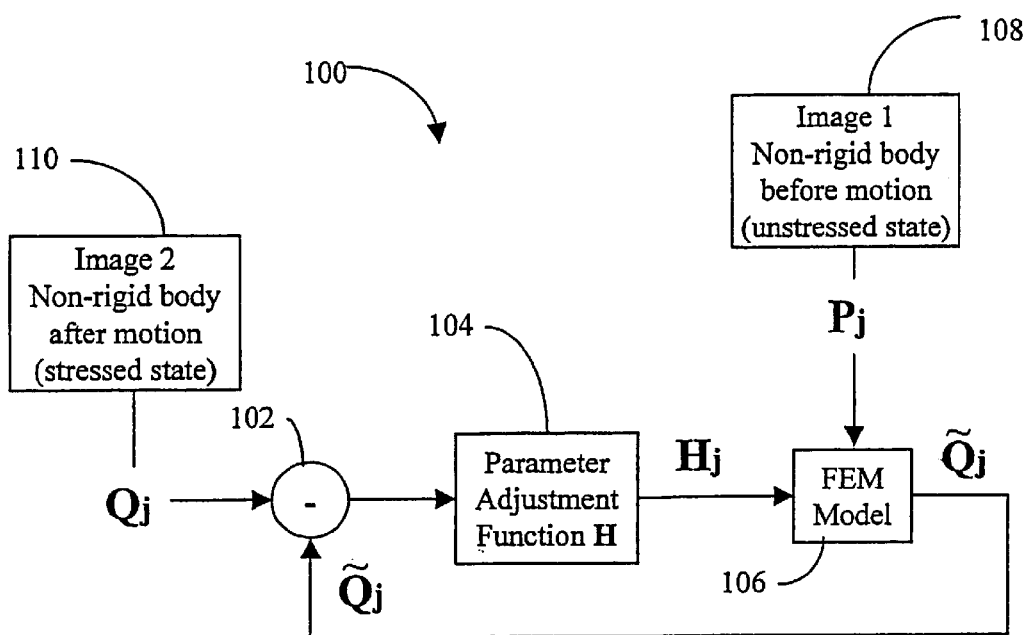 108
100
Image 1
Non-rigid body
before motion
(unstressed state)
110
Image 2
Non-rigid body
after motion
(stressed state)
Pj
104
102
Qj
-
Parameter
Adjustment
Function H
Hj
FEM
Model
Q̃j
106
Q̃j